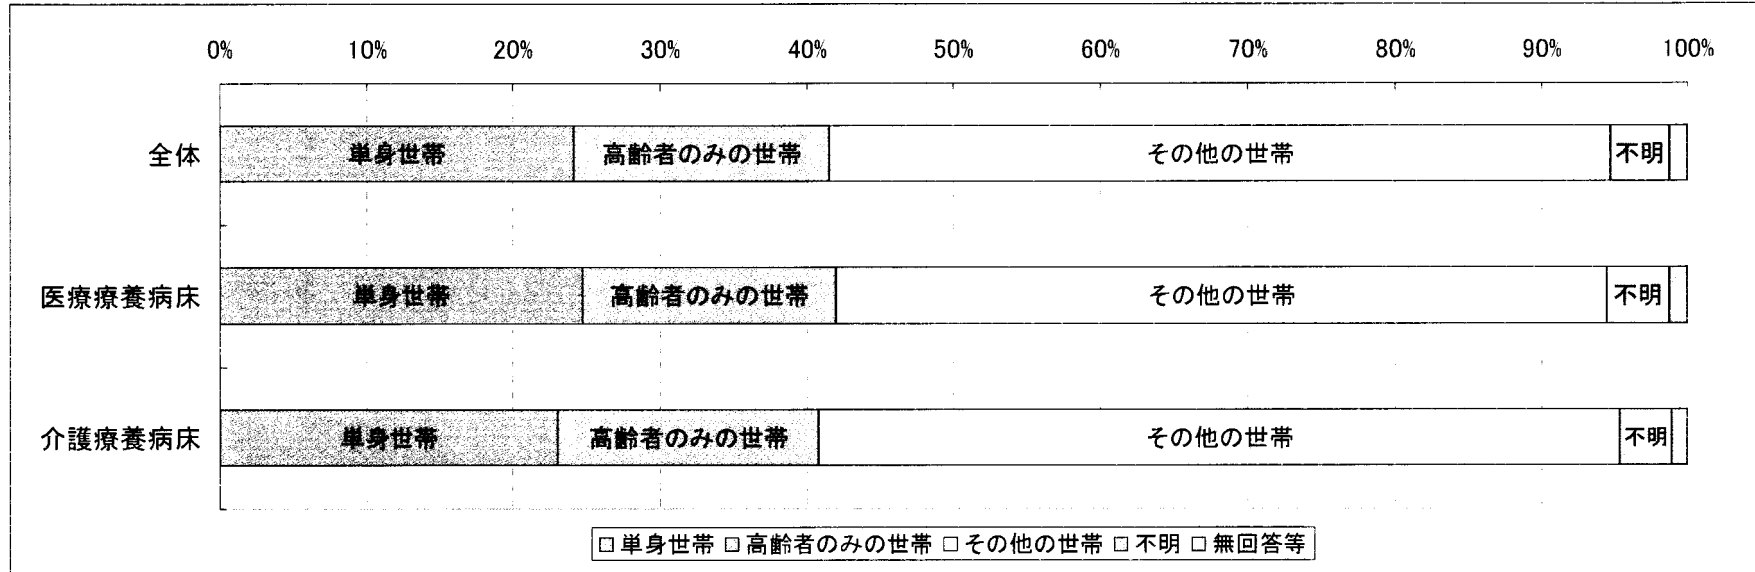 0% 10% 20% 30% 40% 50% 60% 70% 80% 90% 100%
全体 単身世帯 高齢者のみの世帯 その他の世帯 不明
医療療養病床 単身世帯 高齢者のみの世帯 その他の世帯 不明
介護療養病床 単身世帯 高齢者のみの世帯 その他の世帯 不明
□単身世帯 □高齢者のみの世帯 □その他の世帯 □不明 □無回答等